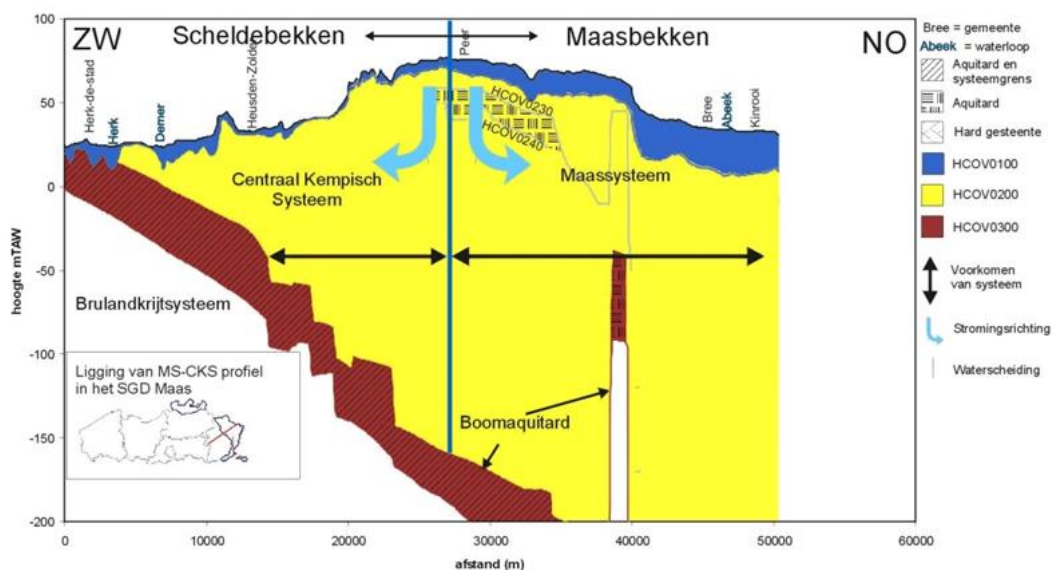 ZW
Scheldebekken
Maasbekken
NO
Herk-de-stad
Herk
Demer
Heusden-Zolder
Peer
Bree
Abeek
Kinrooi
HCOV0230
HCOV0240
Centraal Kempisch
Systeem
Maassysteem
Brulandkrijtsysteem
Boomaquitard
Ligging van MS-CKS profiel
in het SGD Maas
hoogte mTAW
100
50
0
-50
-100
-150
-200
0
10000
20000
30000
40000
50000
60000
afstand (m)
Bree = gemeente
Abeek = waterloop
Aquitard en
systeemgrens
Aquitard
Hard gesteente
HCOV0100
HCOV0200
HCOV0300
Voorkomen
van systeem
Stromingsrichting
Waterscheiding